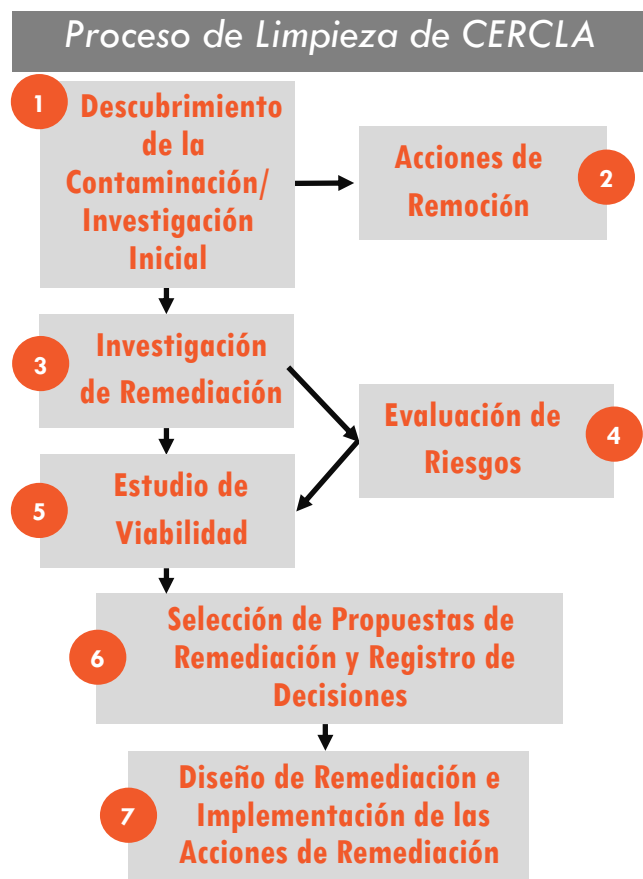 Proceso de Limpieza de CERCLA
1
Descubrimiento
de la
Contaminación/
Investigación
Inicial
Acciones de
Remoción
2
3
Investigación
de Remediación
Evaluación de
Riesgos
4
5
Estudio de
Viabilidad
6
Selección de Propuestas de
Remediación y Registro de
Decisiones
7
Diseño de Remediación e
Implementación de las
Acciones de Remediación